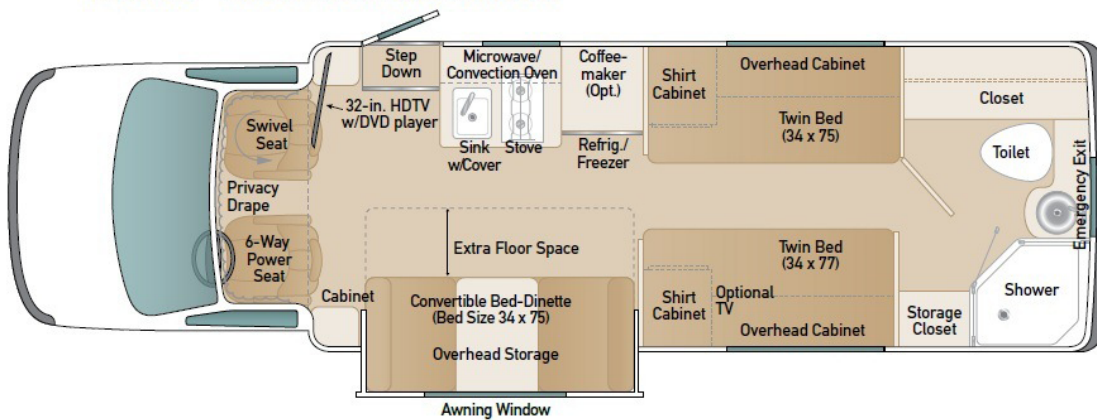 Step
Down
Microwave/
Convection Oven
Coffee-
maker
(Opt.)
Shirt
Cabinet
Overhead Cabinet
Twin Bed
(34 x 75)
Closet
32-in. HDTV
w/DVD player
Swivel
Seat
Sink
w/Cover
Stove
Refrig./
Freezer
Toilet
Emergency Exit
Privacy
Drape
6-Way
Power
Seat
Extra Floor Space
Twin Bed
(34 x 77)
Cabinet
Convertible Bed-Dinette
(Bed Size 34 x 75)
Overhead Storage
Shirt
Cabinet
Optional
TV
Overhead Cabinet
Storage
Closet
Shower
Awning Window